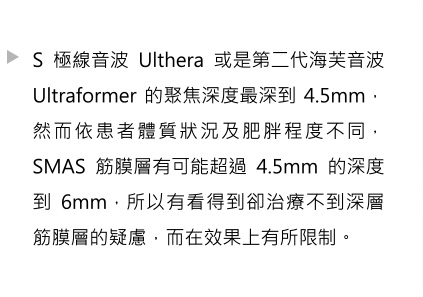 S 極線音波 Ulthera 或是第二代海芙音波
Ultraformer 的聚焦深度最深到 4.5mm，
然而依患者體質狀況及肥胖程度不同，
SMAS 筋膜層有可能超過 4.5mm 的深度
到 6mm，所以有看得到卻治療不到深層
筋膜層的疑慮，而在效果上有所限制。